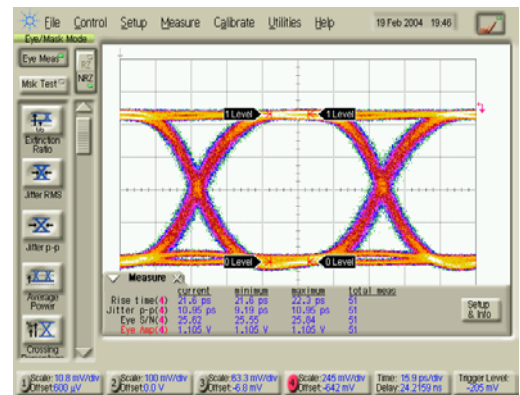 File Control Setup Measure Calibrate Utilities Help 19 Feb 2004 19:46
Eye/Mask Mode
Eye Meas
Msk Test
RZ
NRZ
Extinction
Ratio
Jitter RMS
Jitter p-p
Average
Power
Crossing
1 Level 1 Level
0 Level 0 Level
Measure
current minimum maximum total meas
Rise time(4) 21.6 ps 21.6 ps 22.3 ps 51
Jitter p-p(4) 10.95 ps 9.19 ps 10.95 ps 51
Eye S/N(4) 25.62 25.55 25.84 51
Eye Amp(4) 1.105 V 1.105 V 1.105 V 51
Setup
& Info
1 Scale: 10.8 mV/div
Offset: 600 µV
2 Scale: 100 mV/div
Offset: 0.0 V
3 Scale: 63.3 mV/div
Offset: -6.8 mV
4 Scale: 245 mV/div
Offset: -642 mV
Time: 15.9 ps/div
Delay: 24.2159 ns
Trigger Level:
-205 mV